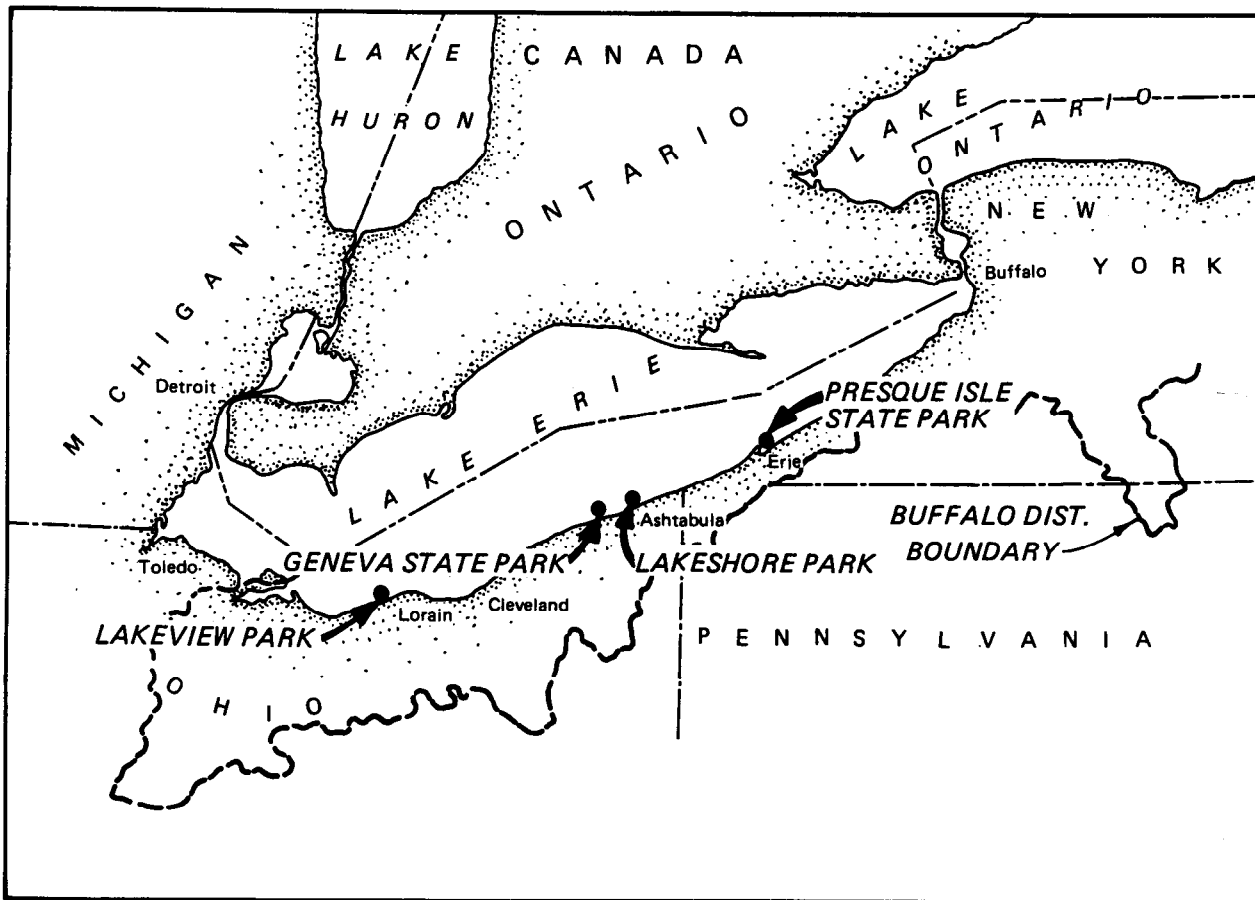 LAKE
HURON
CANADA
ONTARIO
LAKE
ONTARIO
NEW
YORK
Buffalo
MICHIGAN
Detroit
LAKE ERIE
PRESQUE ISLE
STATE PARK
Erie
Ashtabula
BUFFALO DIST.
BOUNDARY
GENEVA STATE PARK
LAKESHORE PARK
Toledo
Lorain
Cleveland
LAKEVIEW PARK
PENNSYLVANIA
OHIO